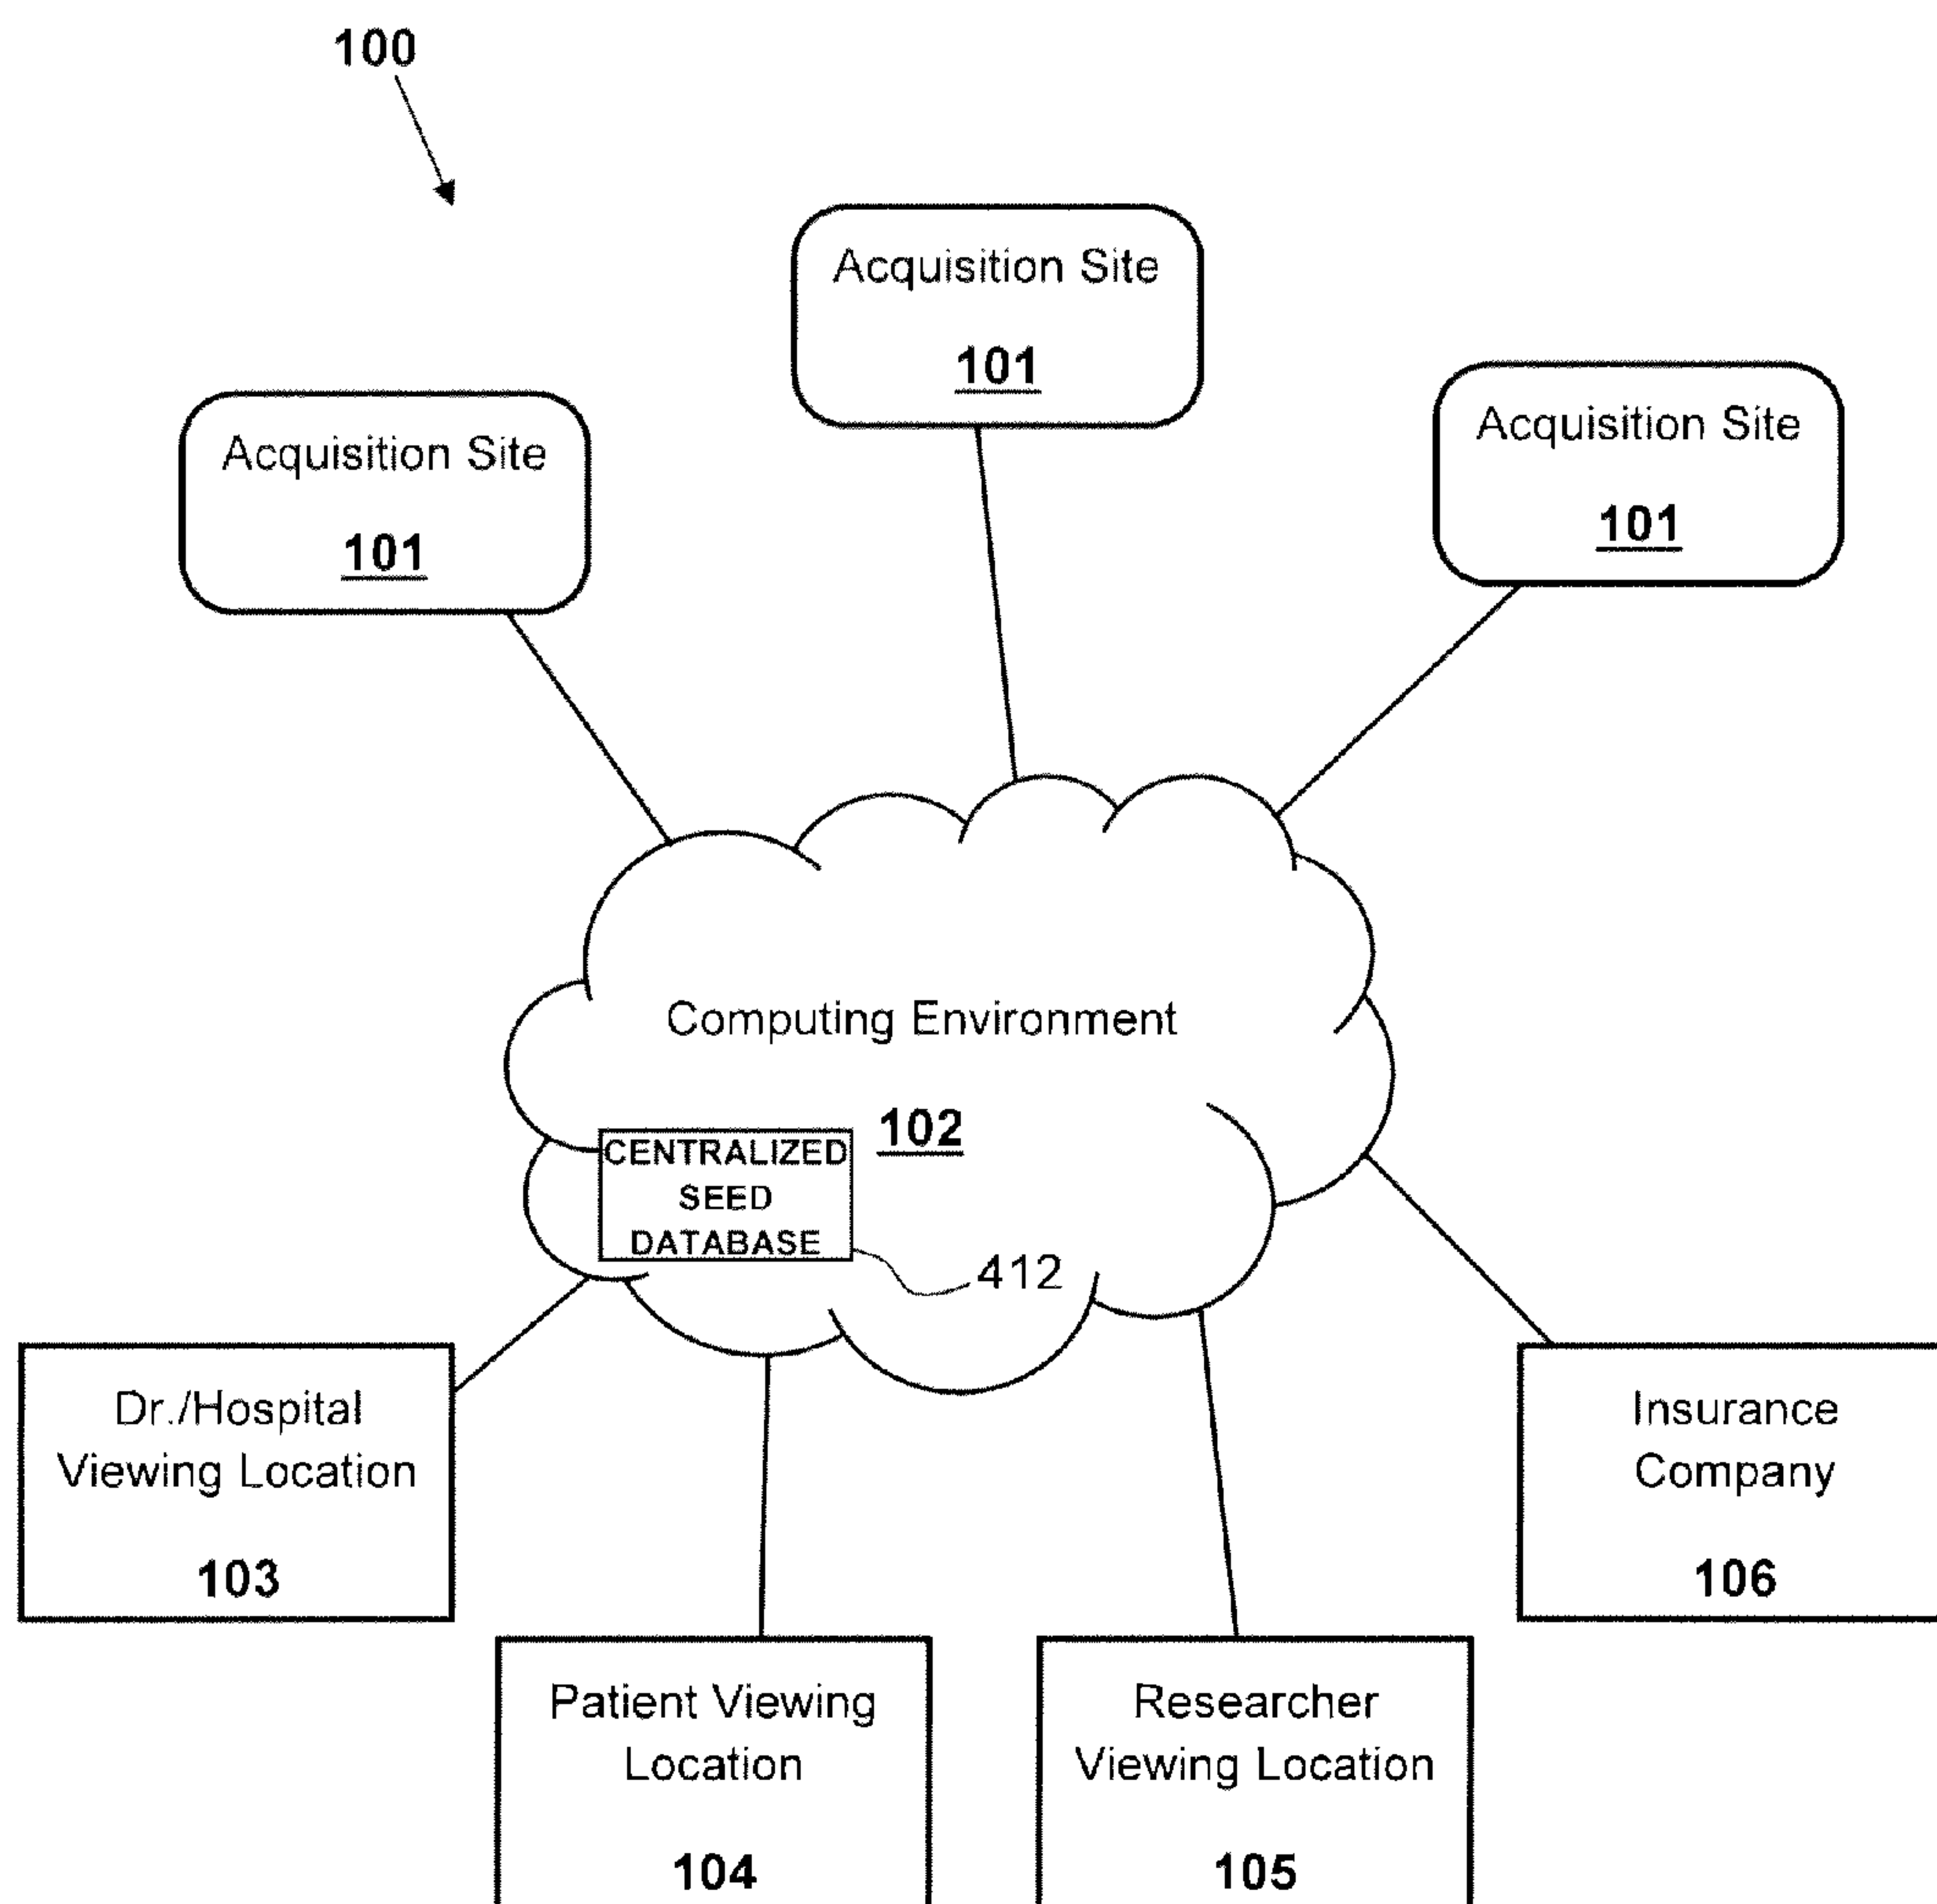 100
Acquisition Site
101
Acquisition Site
101
Acquisition Site
101
Computing Environment
102
CENTRALIZED
SEED
DATABASE
412
Dr./Hospital
Viewing Location
103
Insurance
Company
106
Patient Viewing
Location
104
Researcher
Viewing Location
105